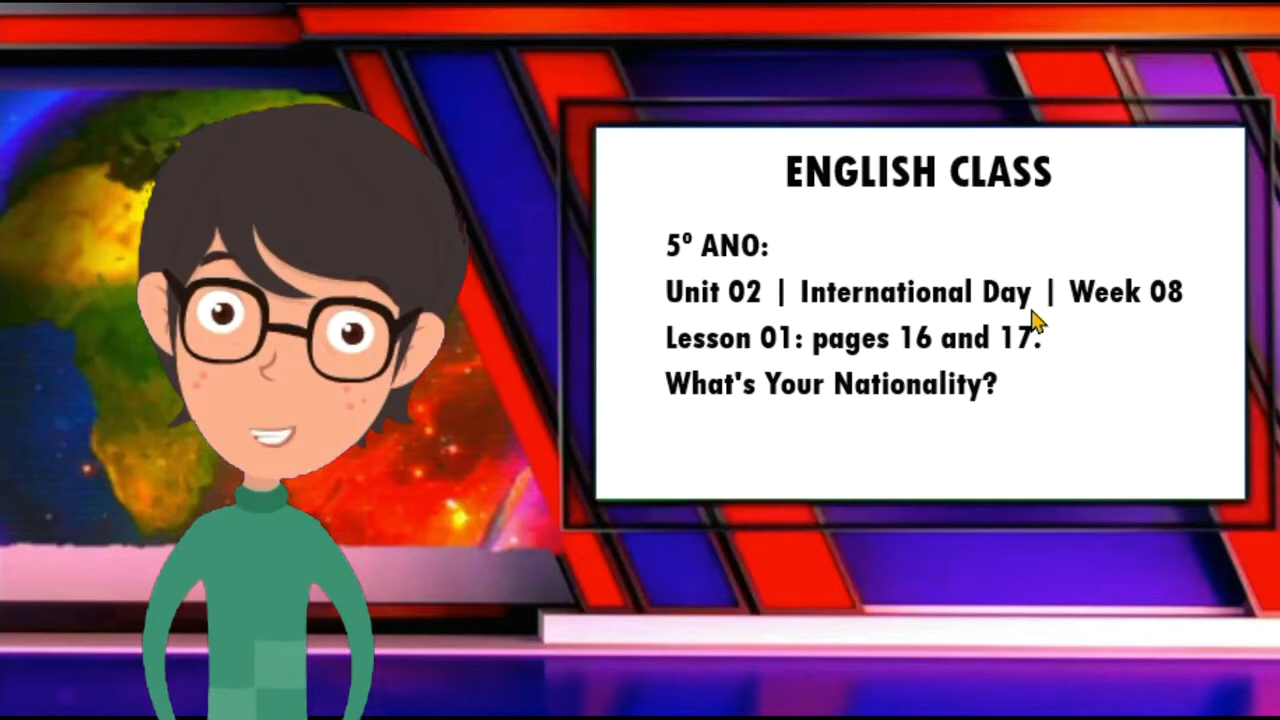 ENGLISH CLASS
5º ANO:
Unit 02 | International Day | Week 08
Lesson 01: pages 16 and 17.
What's Your Nationality?